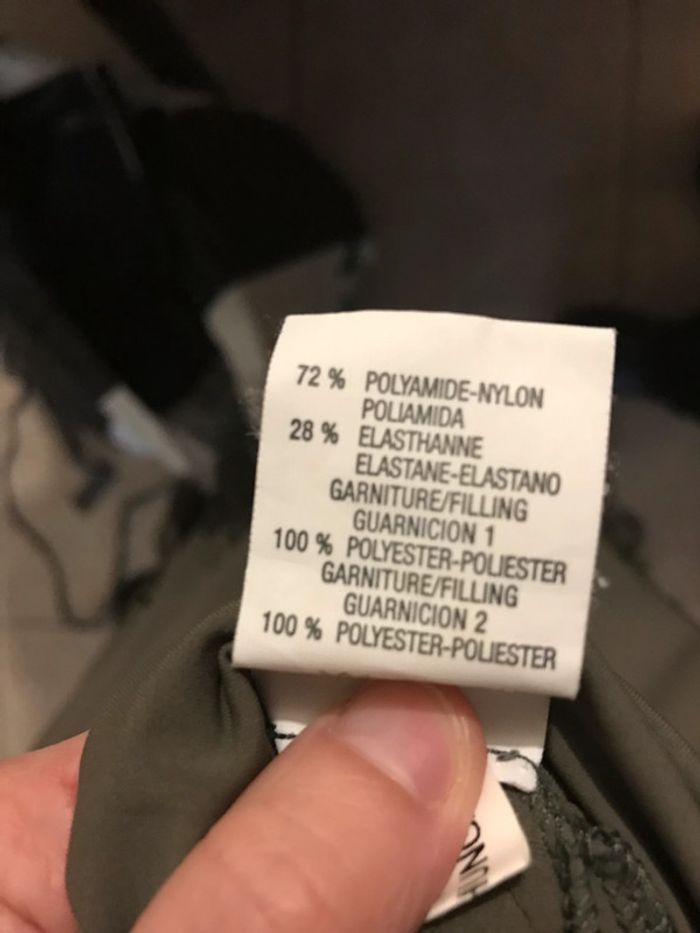 72 % POLYAMIDE-NYLON
POLIAMIDA
28 % ELASTHANNE
ELASTANE-ELASTANO
GARNITURE/FILLING
GUARNICION 1
100 % POLYESTER-POLIESTER
GARNITURE/FILLING
GUARNICION 2
100 % POLYESTER-POLIESTER